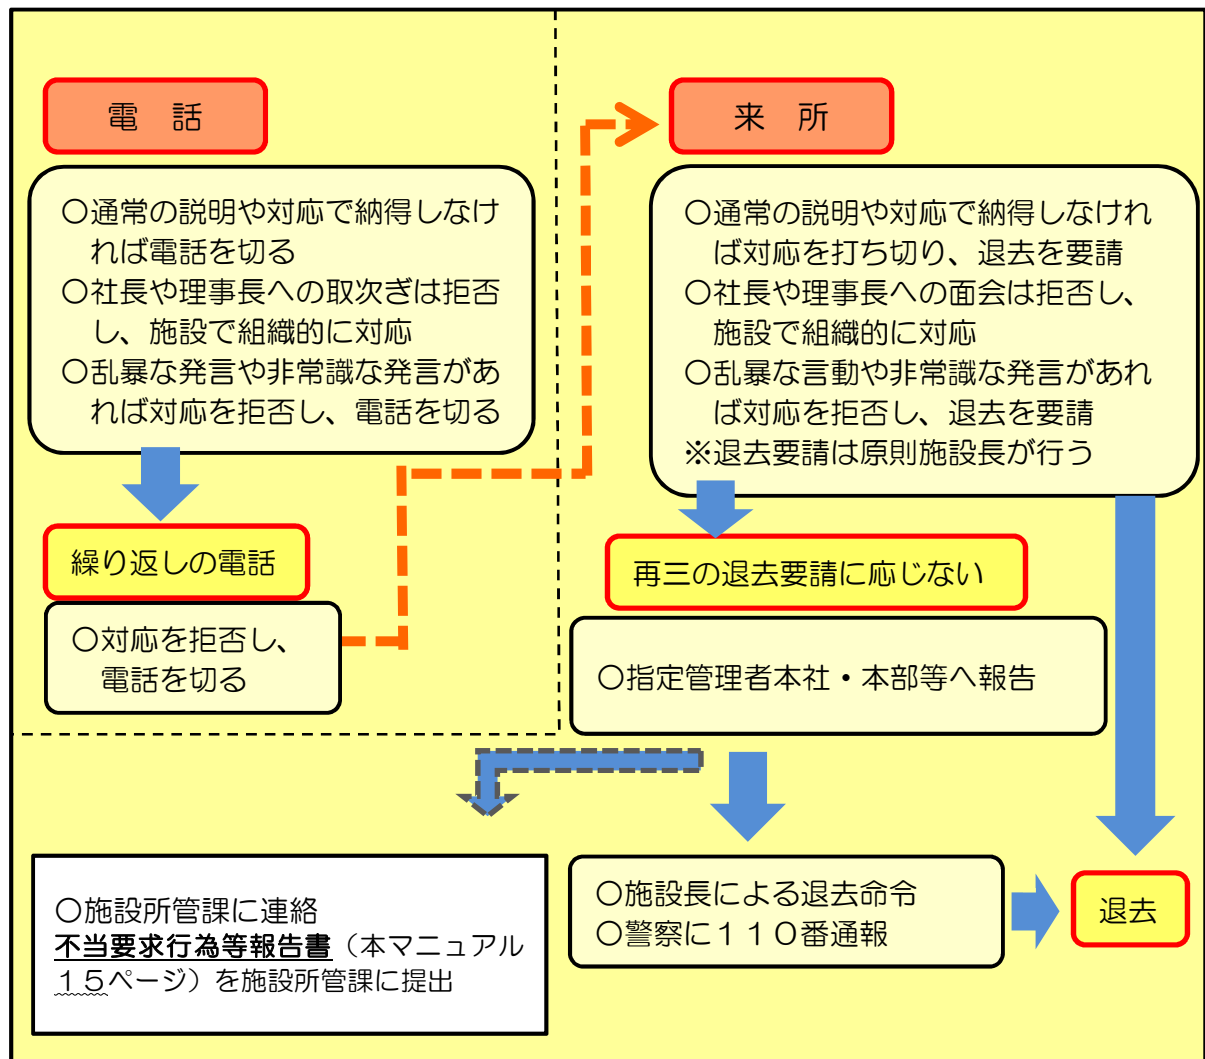 電　話
〇通常の説明や対応で納得しなけ
れば電話を切る
〇社長や理事長への取次ぎは拒否
し、施設で組織的に対応
〇乱暴な発言や非常識な発言があ
れば対応を拒否し、電話を切る
繰り返しの電話
〇対応を拒否し、
電話を切る
来　所
〇通常の説明や対応で納得しなけれ
ば対応を打ち切り、退去を要請
〇社長や理事長への面会は拒否し、
施設で組織的に対応
〇乱暴な言動や非常識な発言があれ
ば対応を拒否し、退去を要請
※退去要請は原則施設長が行う
再三の退去要請に応じない
〇指定管理者本社・本部等へ報告
〇施設所管課に連絡
不当要求行為等報告書（本マニュアル
１５ページ）を施設所管課に提出
〇施設長による退去命令
〇警察に１１０番通報
退去